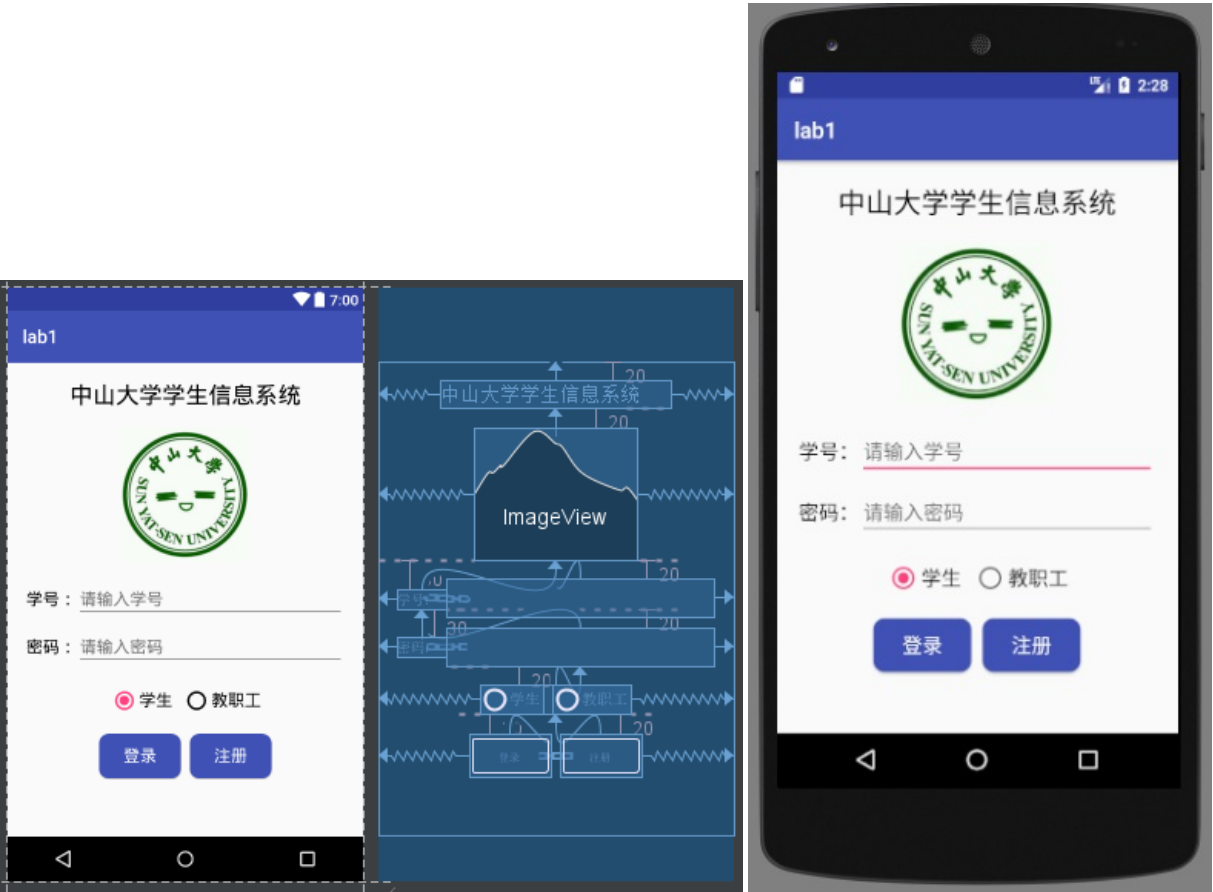 7:00
lab1
中山大学学生信息系统
中山大学
SUN YAT-SEN UNIVERSITY
学号： 请输入学号
密码： 请输入密码
学生 教职工
登录 注册
20
中山大学学生信息系统
20
ImageView
20
学号
30
20
密码
20
学生 教职工
20
登录 注册
LTE 2:28
lab1
中山大学学生信息系统
中山大学
SUN YAT-SEN UNIVERSITY
学号： 请输入学号
密码： 请输入密码
学生 教职工
登录 注册